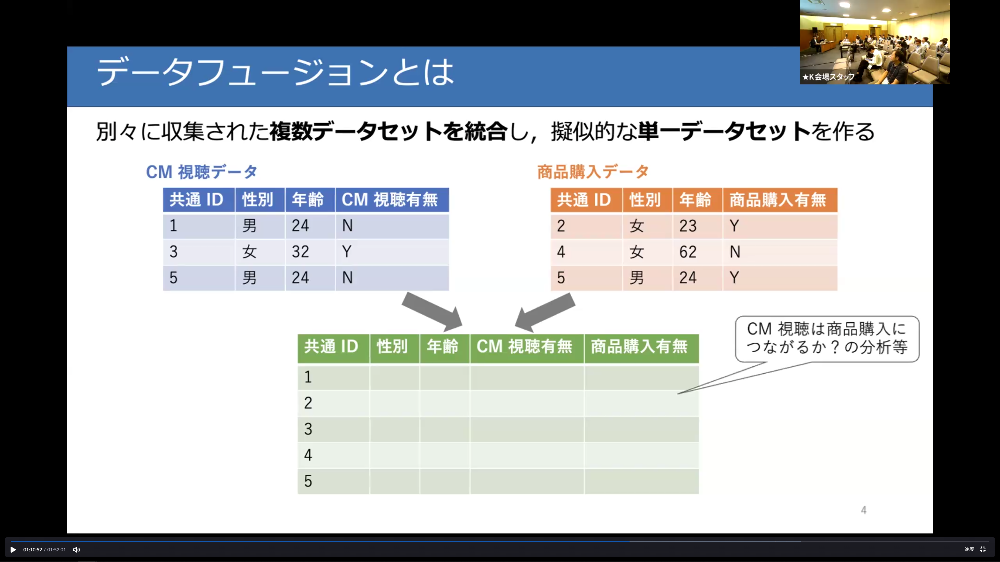 ★K会場スタッフ
データフュージョンとは
別々に収集された複数データセットを統合し，擬似的な単一データセットを作る
CM 視聴データ
共通 ID 性別 年齢 CM 視聴有無
1 男 24 N
3 女 32 Y
5 男 24 N
商品購入データ
共通 ID 性別 年齢 商品購入有無
2 女 23 Y
4 女 62 N
5 男 24 Y
共通 ID 性別 年齢 CM 視聴有無 商品購入有無
1
2
3
4
5
CM 視聴は商品購入に
つながるか？の分析等
4
01:10:52 / 01:52:01
速度